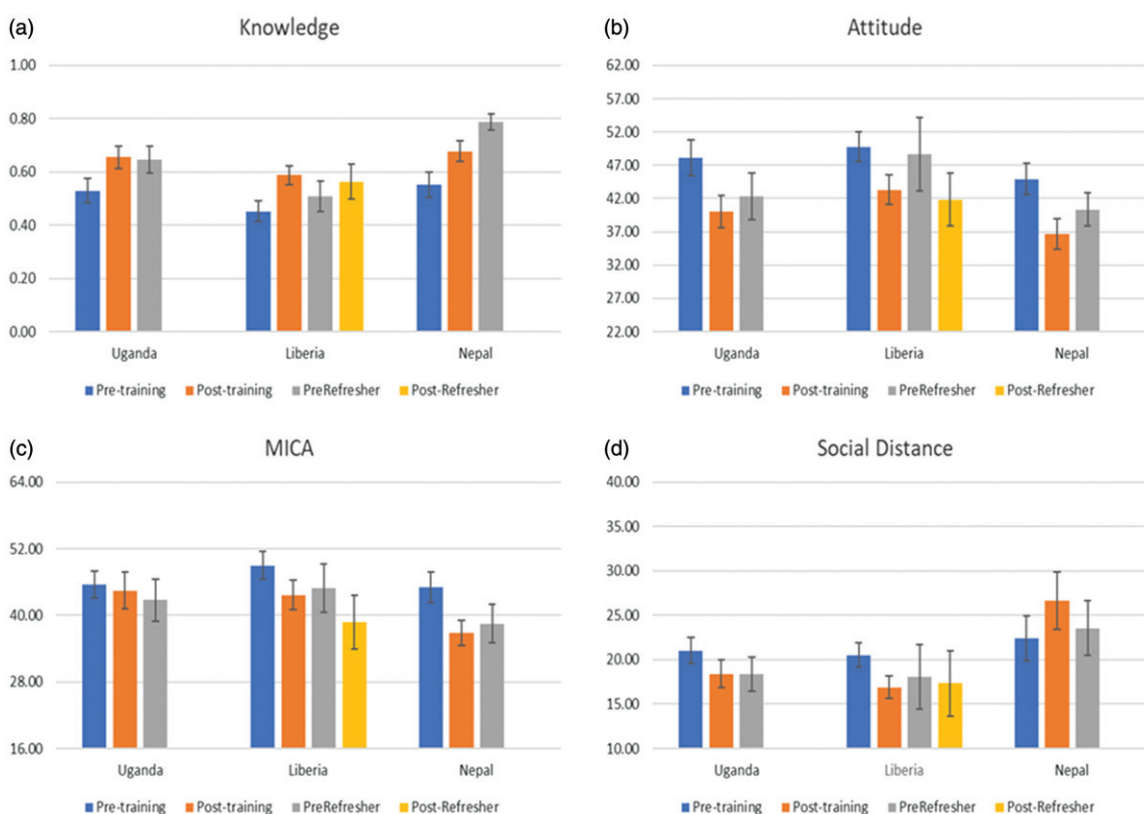 (a) Knowledge
1.00
0.80
0.60
0.40
0.20
0.00
Uganda Liberia Nepal
Pre-training Post-training PreRefresher Post-Refresher
(b) Attitude
62.00
57.00
52.00
47.00
42.00
37.00
32.00
27.00
22.00
Uganda Liberia Nepal
Pre-training Post-training PreRefresher Post-Refresher
(c) MICA
64.00
52.00
40.00
28.00
16.00
Uganda Liberia Nepal
Pre-training Post-training PreRefresher Post-Refresher
(d) Social Distance
40.00
35.00
30.00
25.00
20.00
15.00
10.00
Uganda Liberia Nepal
Pre-training Post-training PreRefresher Post-Refresher